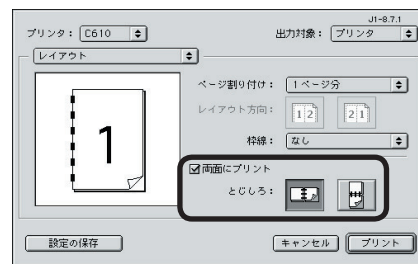 J1-8.7.1
プリンタ： C610
出力対象： プリンタ
レイアウト
ページ割り付け： 1ページ分
レイアウト方向： 1 2 2 1
枠線： なし
1
両面にプリント
とじしろ：
設定の保存
キャンセル
プリント